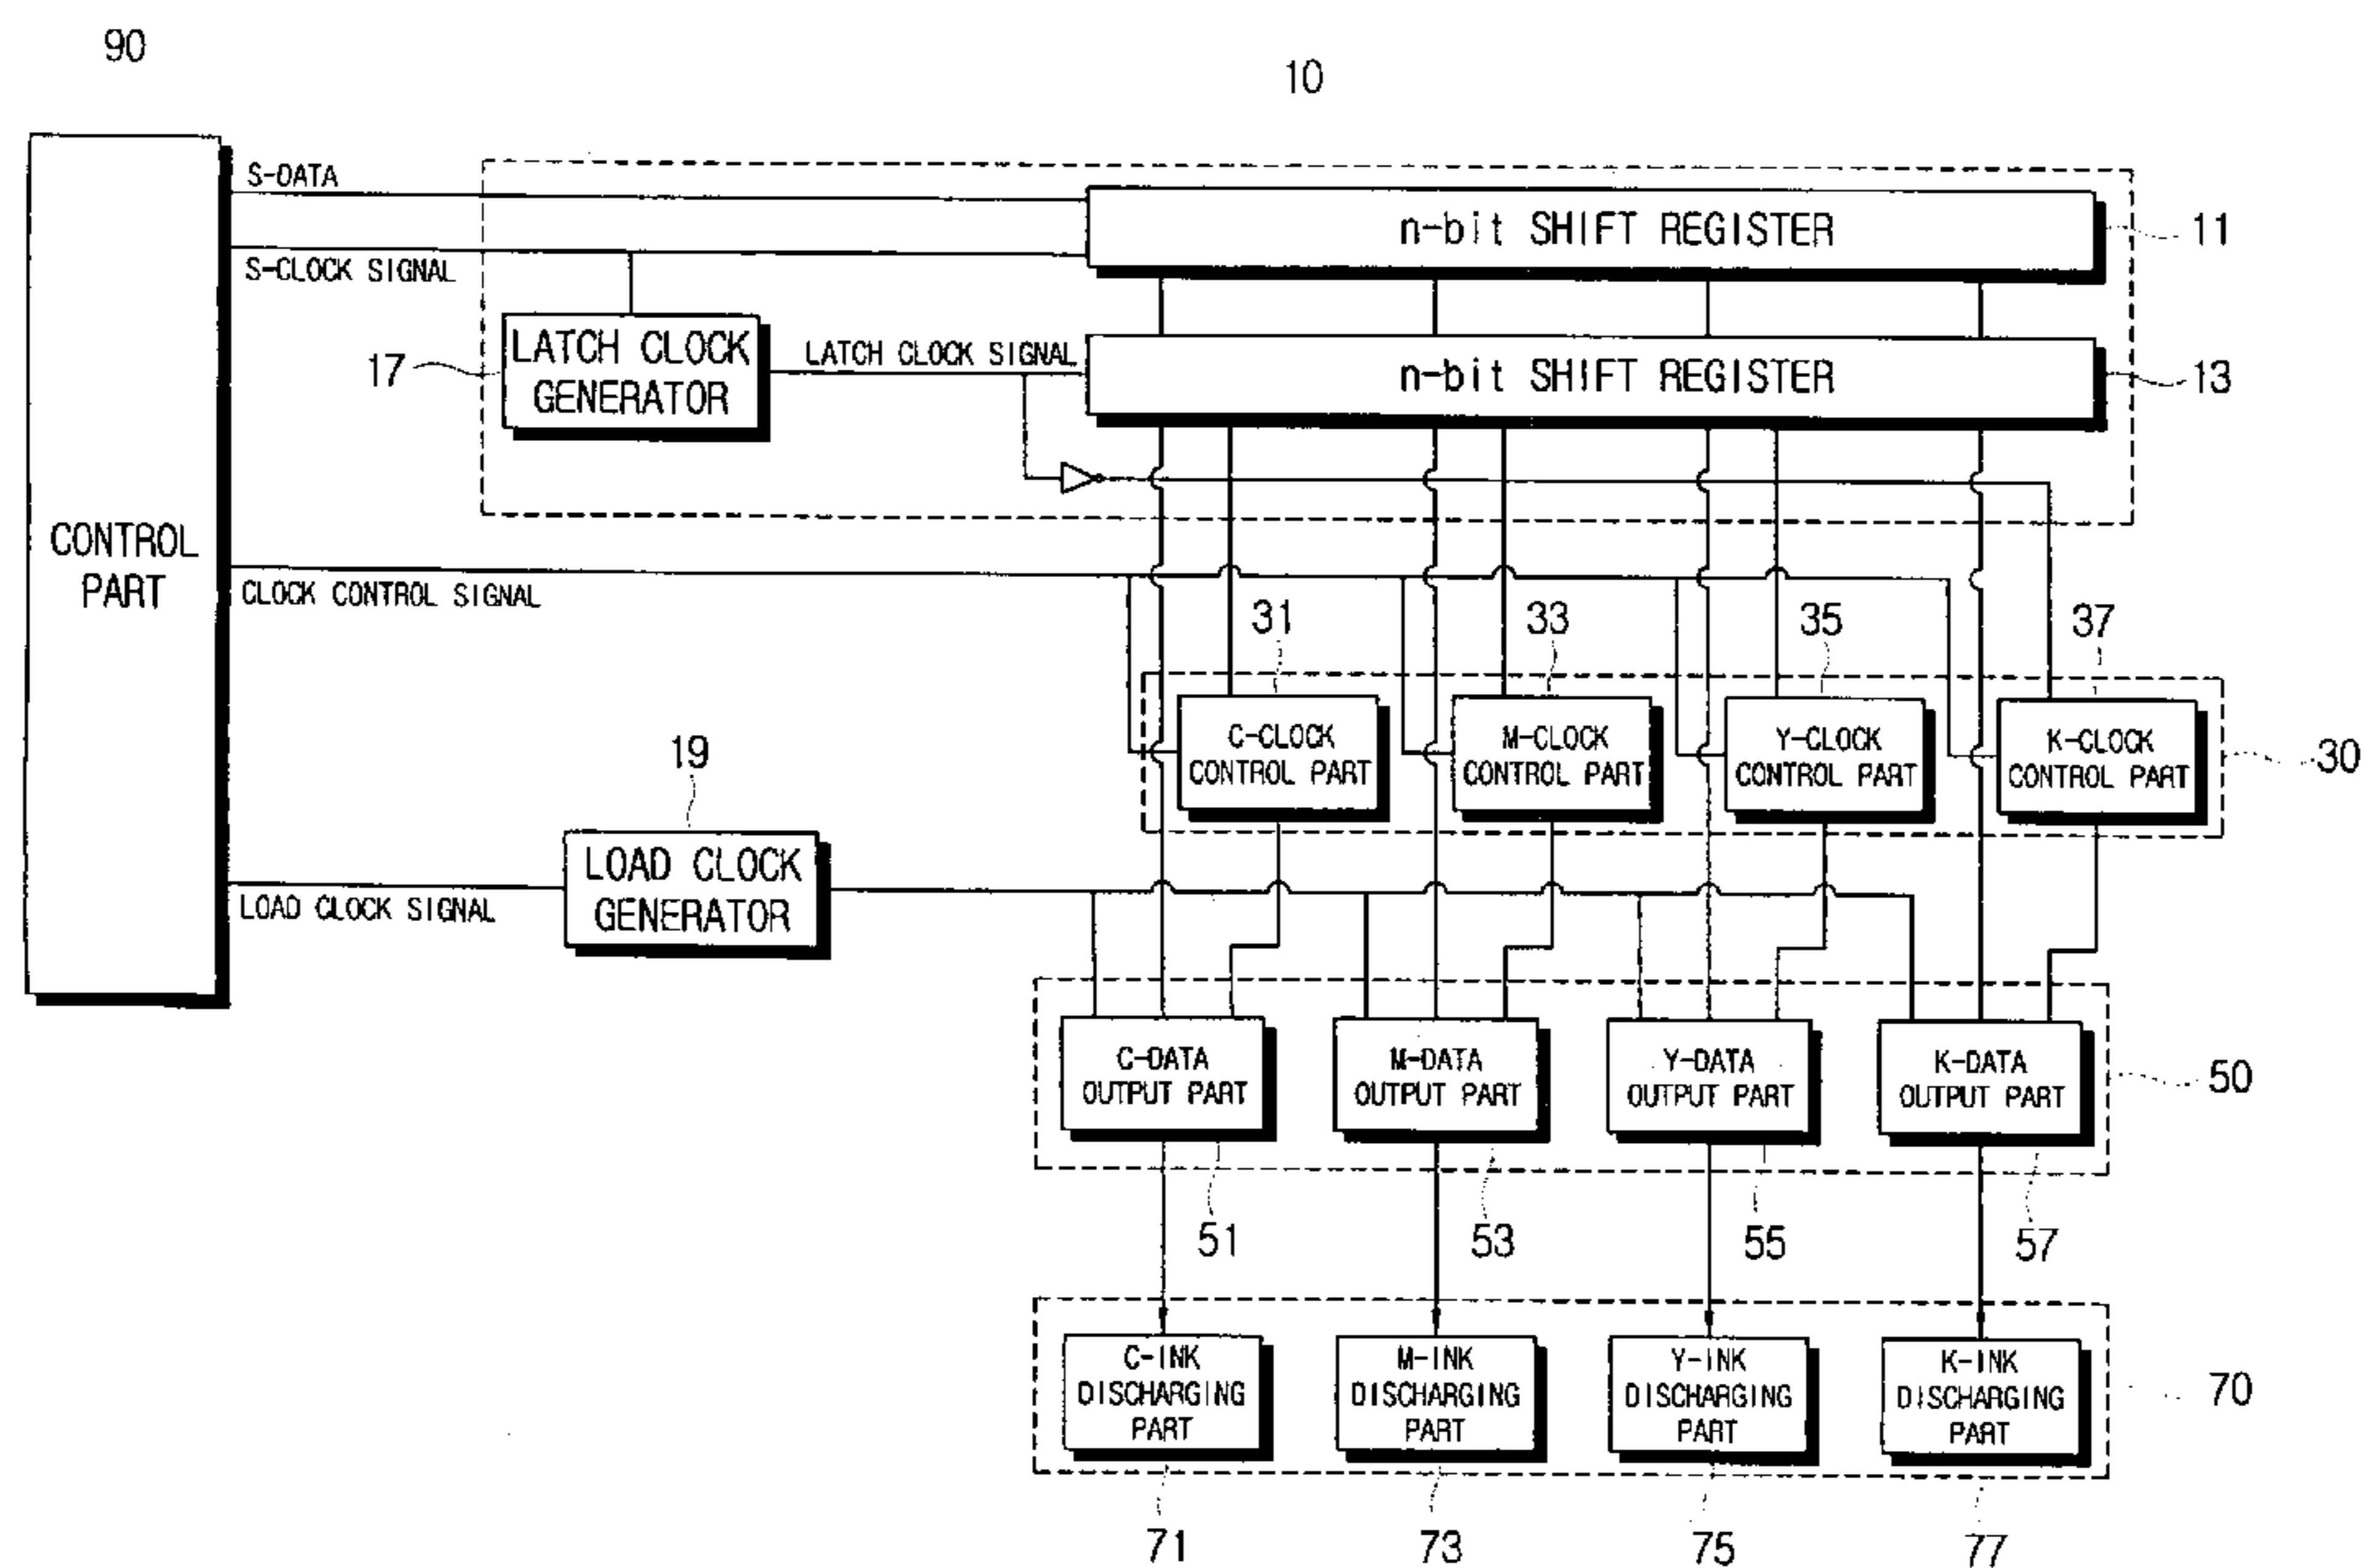 90
10
S-DATA
n-bit SHIFT REGISTER
11
S-CLOCK SIGNAL
LATCH CLOCK
GENERATOR
17
LATCH CLOCK SIGNAL
n-bit SHIFT REGISTER
13
CONTROL
PART
CLOCK CONTROL SIGNAL
31
33
35
37
C-CLOCK
CONTROL PART
M-CLOCK
CONTROL PART
Y-CLOCK
CONTROL PART
K-CLOCK
CONTROL PART
30
19
LOAD CLOCK
GENERATOR
LOAD CLOCK SIGNAL
C-DATA
OUTPUT PART
M-DATA
OUTPUT PART
Y-DATA
OUTPUT PART
K-DATA
OUTPUT PART
50
51
53
55
57
C-INK
DISCHARGING
PART
M-INK
DISCHARGING
PART
Y-INK
DISCHARGING
PART
K-INK
DISCHARGING
PART
70
71
73
75
77